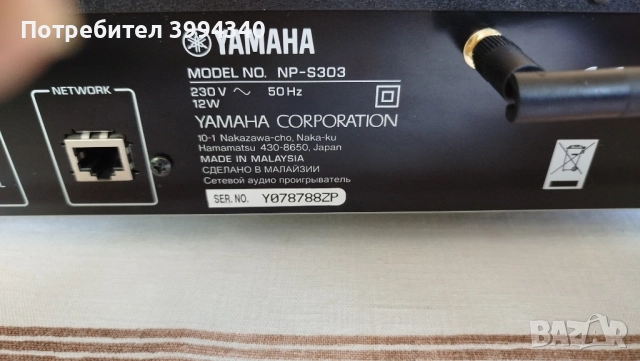 Потребител 3994340
YAMAHA
MODEL NO. NP-S303
230 V ~ 50 Hz
12W
YAMAHA CORPORATION
10-1 Nakazawa-cho, Naka-ku
Hamamatsu 430-8650, Japan
MADE IN MALAYSIA
СДЕЛАНО В МАЛАЙЗИИ
Сетевой аудио проигрыватель
SER. NO. Y078788ZP
NETWORK
L
BAZAR